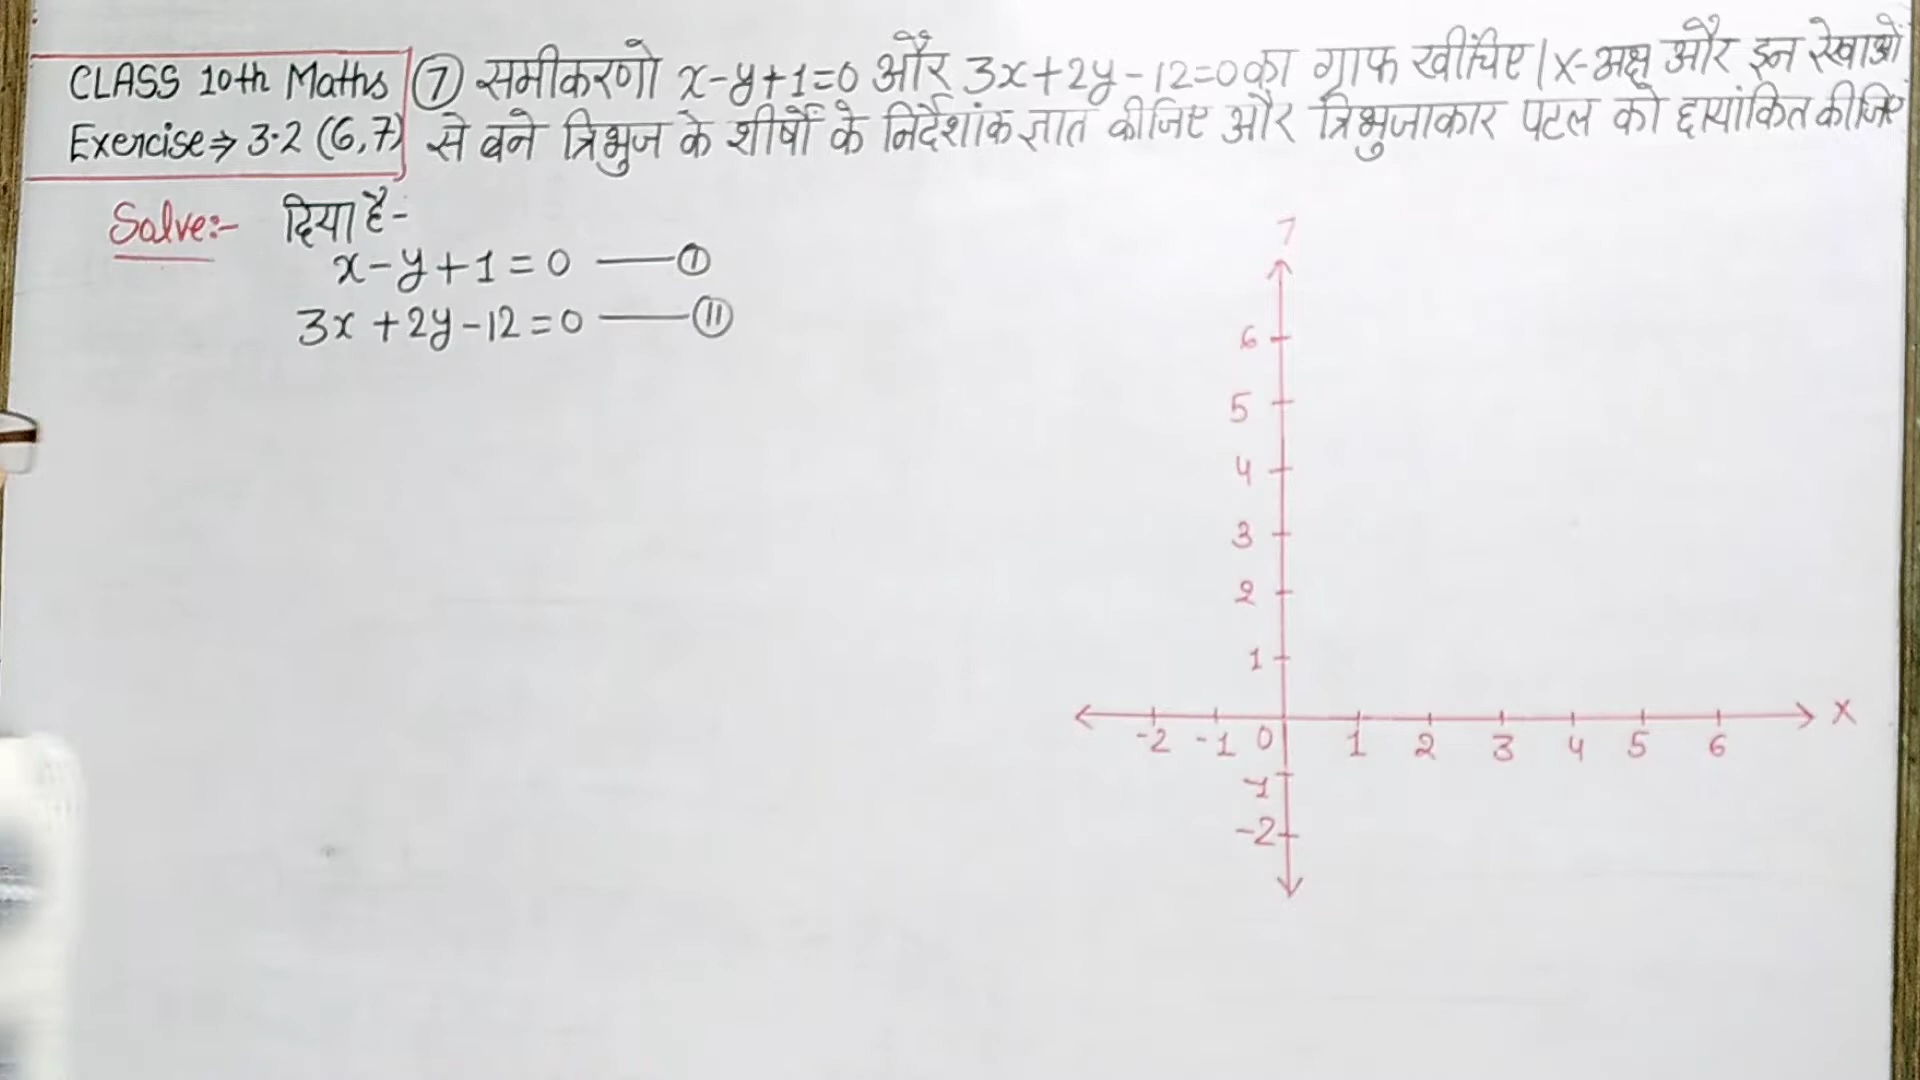 CLASS 10th Maths
Exercise⇒ 3.2 (6,7)
⑦ समीकरणो x-y+1=0 और 3x+2y-12=0 का ग्राफ खींचिए | x-अक्ष और इन रेखाओं
से बने त्रिभुज के शीर्षों के निर्देशांक ज्ञात कीजिए और त्रिभुजाकार पटल को छायांकित कीजिए
Solve:- दिया है-
x-y+1=0 —— ①
3x+2y-12=0 —— ⑪
6
5
4
3
2
1
x
-2 -1 0 1 2 3 4 5 6
-1
-2